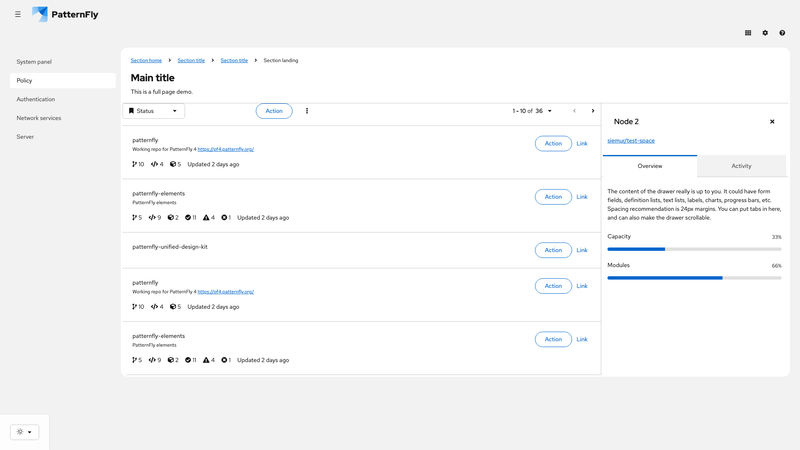 PatternFly
System panel
Policy
Authentication
Network services
Server
Section home
Section title
Section title
Section landing
Main title
This is a full page demo.
Status
Action
1 - 10 of 36
patternfly
Working repo for PatternFly 4 https://pf4.patternfly.org/
10 4 5 Updated 2 days ago
Action Link
patternfly-elements
PatternFly elements
5 9 2 11 4 1 Updated 2 days ago
Action Link
patternfly-unified-design-kit
Action Link
patternfly
Working repo for PatternFly 4 https://pf4.patternfly.org/
10 4 5 Updated 2 days ago
Action Link
patternfly-elements
PatternFly elements
5 9 2 11 4 1 Updated 2 days ago
Action Link
Node 2
siemur/test-space
Overview Activity
The content of the drawer really is up to you. It could have form
fields, definition lists, text lists, labels, charts, progress bars, etc.
Spacing recommendation is 24px margins. You can put tabs in here,
and can also make the drawer scrollable.
Capacity 33%
Modules 66%